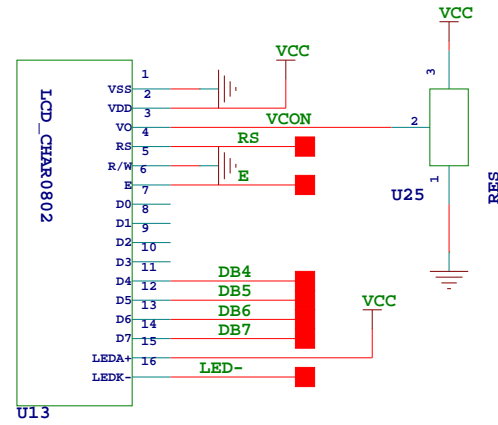 VCC
VCC
LCD_CHAR0802
1
VSS
2
VDD
3
VO
4
RS
5
R/W
6
E
7
D0
8
D1
9
D2
10
D3
11
D4
12
D5
13
D6
14
D7
15
LEDA+
16
LEDK-
U13
VCON
RS
E
DB4
DB5
DB6
DB7
VCC
LED-
3
2
1
U25
RES